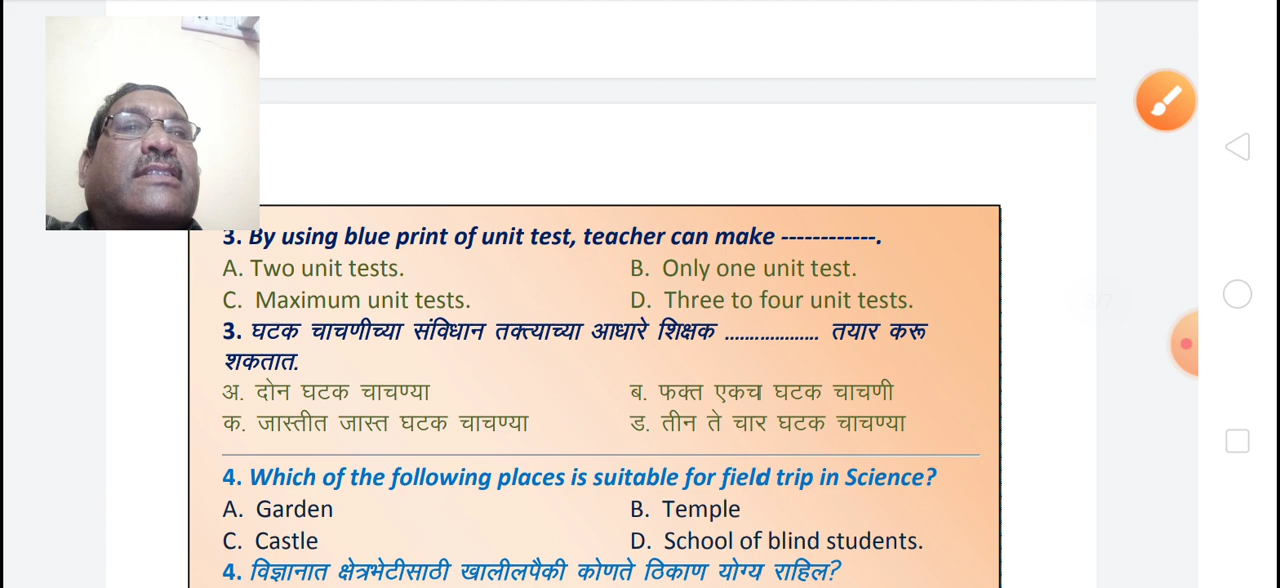 3. By using blue print of unit test, teacher can make ------------.
A. Two unit tests. B. Only one unit test.
C. Maximum unit tests. D. Three to four unit tests.
3. घटक चाचणीच्या संविधान तक्त्याच्या आधारे शिक्षक ................... तयार करू
शकतात.
अ. दोन घटक चाचण्या ब. फक्त एकच घटक चाचणी
क. जास्तीत जास्त घटक चाचण्या ड. तीन ते चार घटक चाचण्या
4. Which of the following places is suitable for field trip in Science?
A. Garden B. Temple
C. Castle D. School of blind students.
4. विज्ञानात क्षेत्रभेटीसाठी खालीलपैकी कोणते ठिकाण योग्य राहिल?